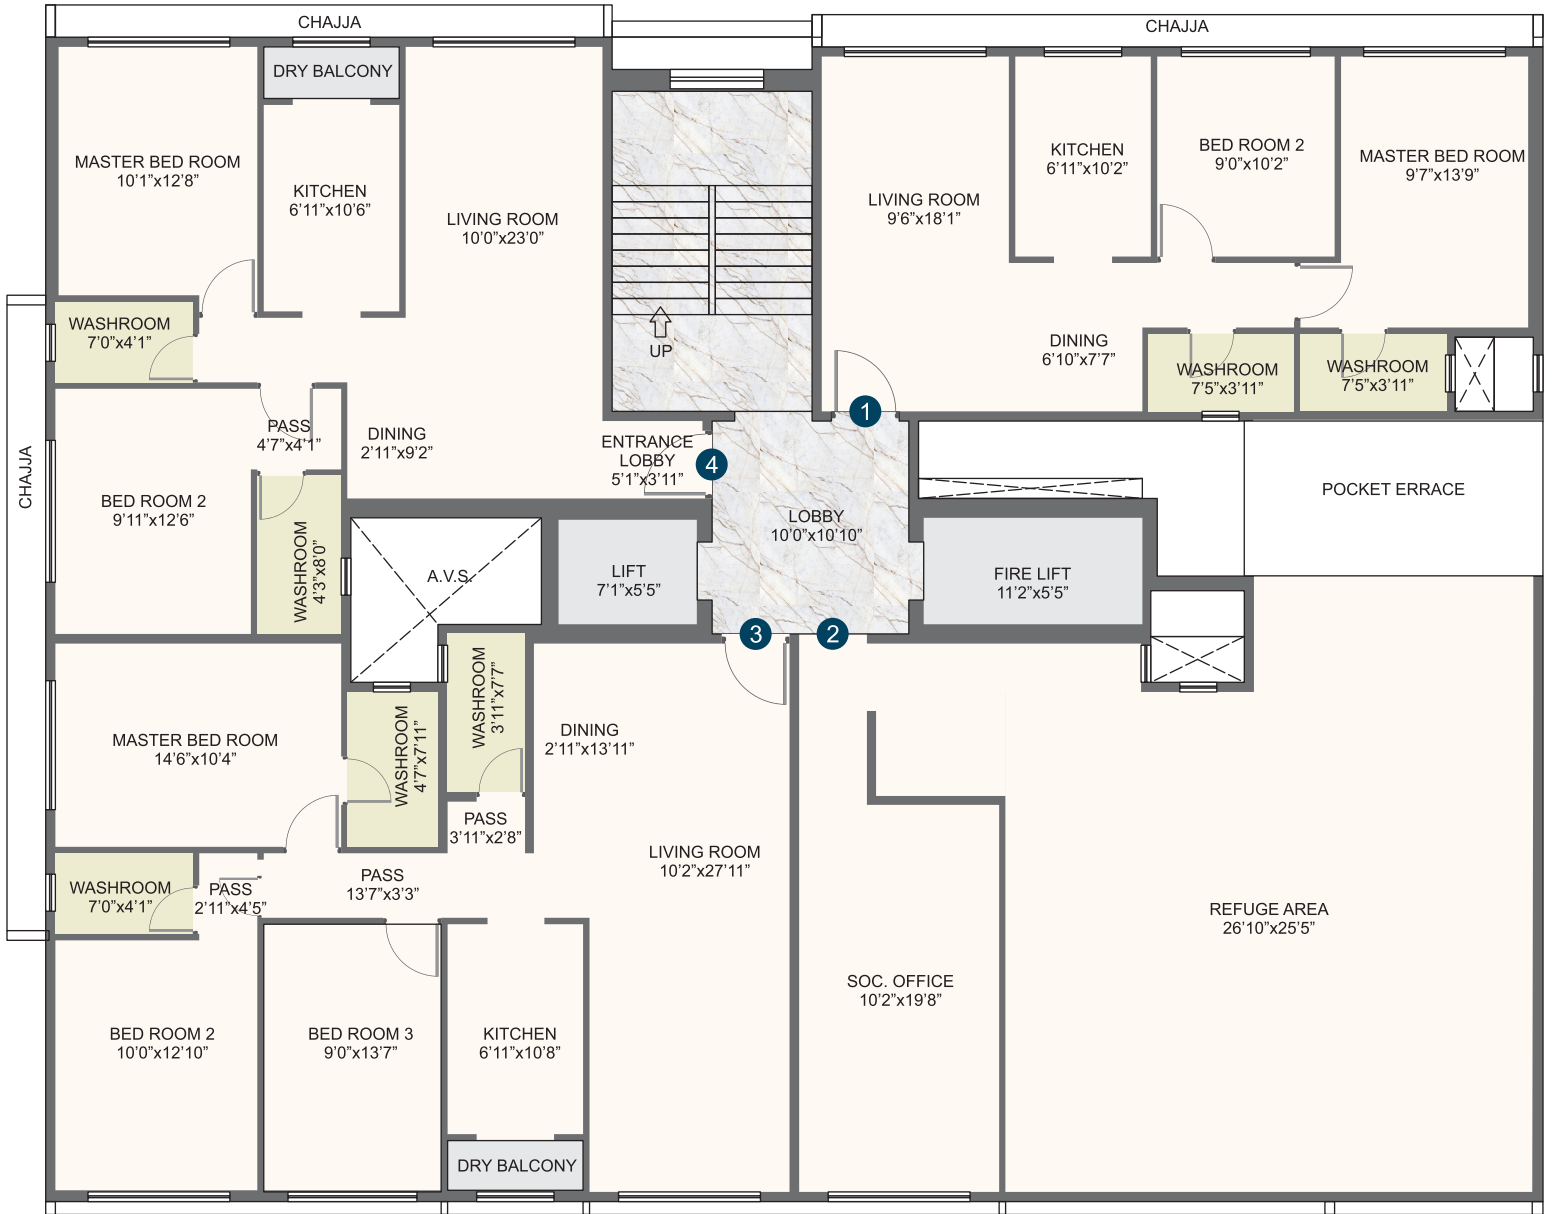 CHAJJA
CHAJJA
DRY BALCONY
MASTER BED ROOM
10'1"x12'8"
KITCHEN
6'11"x10'6"
LIVING ROOM
10'0"x23'0"
WASHROOM
7'0"x4'1"
PASS
4'7"x4'1"
DINING
2'11"x9'2"
ENTRANCE
LOBBY
5'1"x3'11"
4
BED ROOM 2
9'11"x12'6"
WASHROOM
4'3"x8'0"
CHAJJA
UP
LIVING ROOM
9'6"x18'1"
KITCHEN
6'11"x10'2"
BED ROOM 2
9'0"x10'2"
MASTER BED ROOM
9'7"x13'9"
DINING
6'10"x7'7"
WASHROOM
7'5"x3'11"
WASHROOM
7'5"x3'11"
1
POCKET ERRACE
LOBBY
10'0"x10'10"
A.V.S.
LIFT
7'1"x5'5"
FIRE LIFT
11'2"x5'5"
3
2
MASTER BED ROOM
14'6"x10'4"
WASHROOM
4'7"x7'11"
WASHROOM
3'11"x7'7"
DINING
2'11"x13'11"
PASS
3'11"x2'8"
LIVING ROOM
10'2"x27'11"
WASHROOM
7'0"x4'1"
PASS
2'11"x4'5"
PASS
13'7"x3'3"
BED ROOM 2
10'0"x12'10"
BED ROOM 3
9'0"x13'7"
KITCHEN
6'11"x10'8"
DRY BALCONY
SOC. OFFICE
10'2"x19'8"
REFUGE AREA
26'10"x25'5"